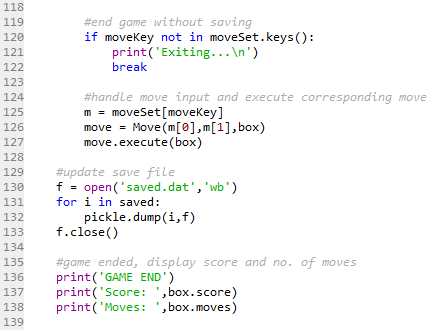 118
119 #end game without saving
120 if moveKey not in moveSet.keys():
121 print('Exiting...\n')
122 break
123
124 #handle move input and execute corresponding move
125 m = moveSet[moveKey]
126 move = Move(m[0],m[1],box)
127 move.execute(box)
128
129 #update save file
130 f = open('saved.dat','wb')
131 for i in saved:
132 pickle.dump(i,f)
133 f.close()
134
135 #game ended, display score and no. of moves
136 print('GAME END')
137 print('Score: ',box.score)
138 print('Moves: ',box.moves)
139